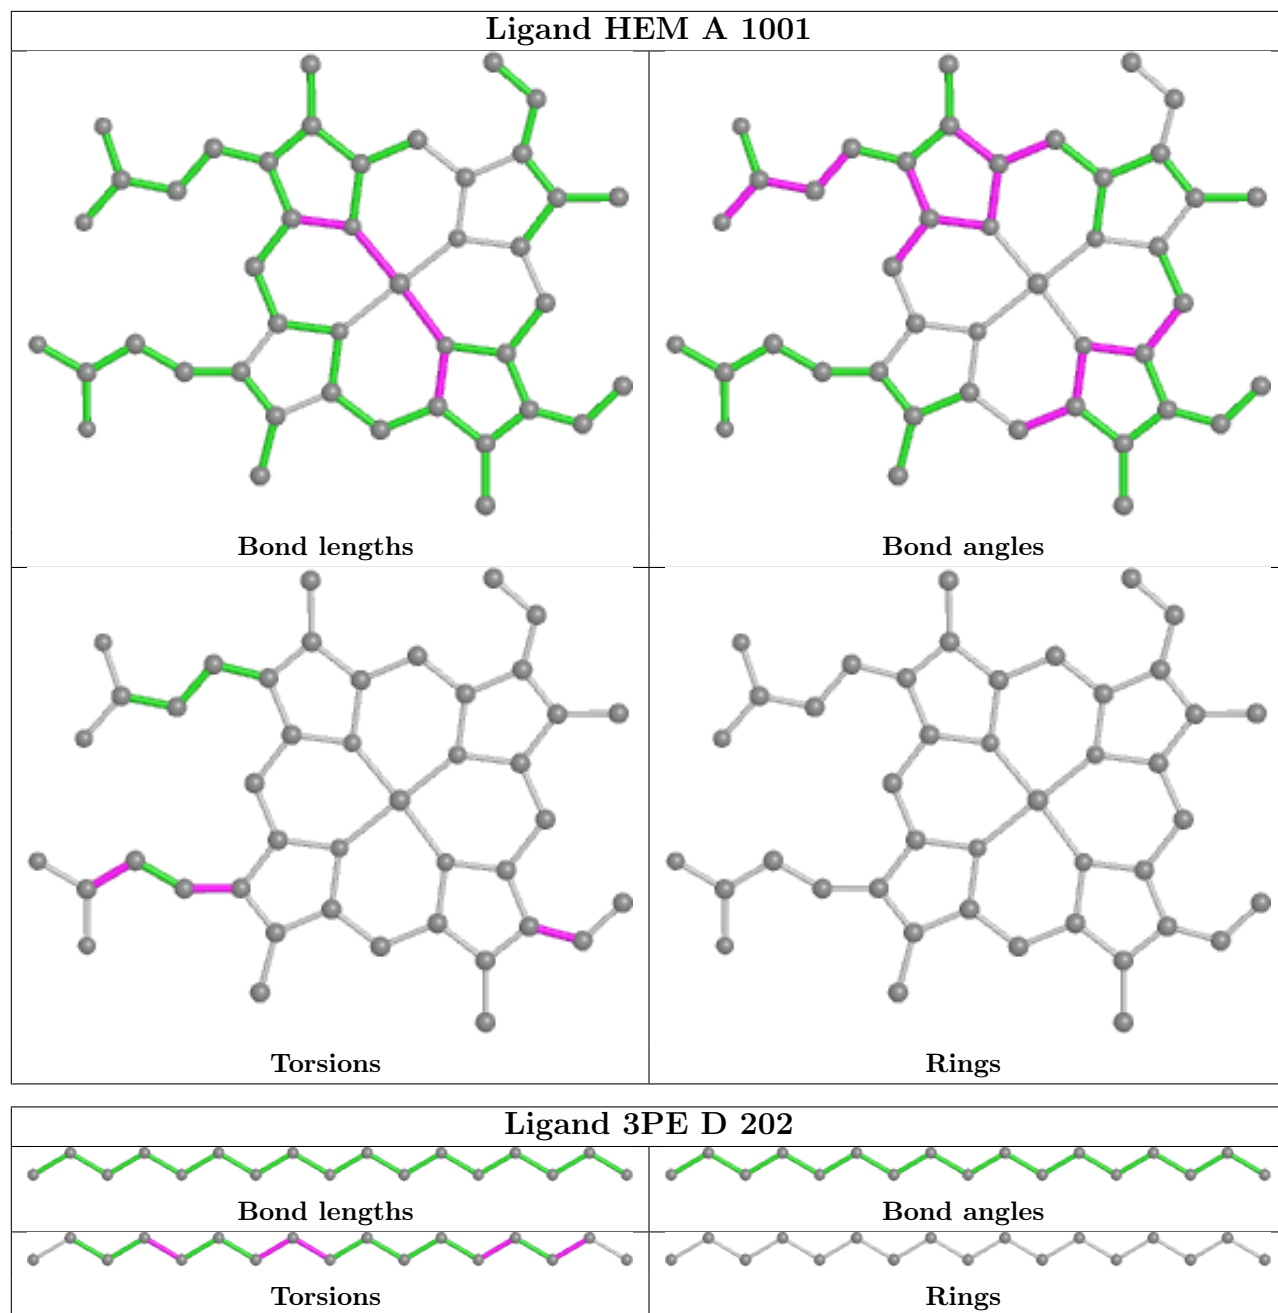 Ligand HEM A 1001
Bond lengths
Bond angles
Torsions
Rings
Ligand 3PE D 202
Bond lengths
Bond angles
Torsions
Rings